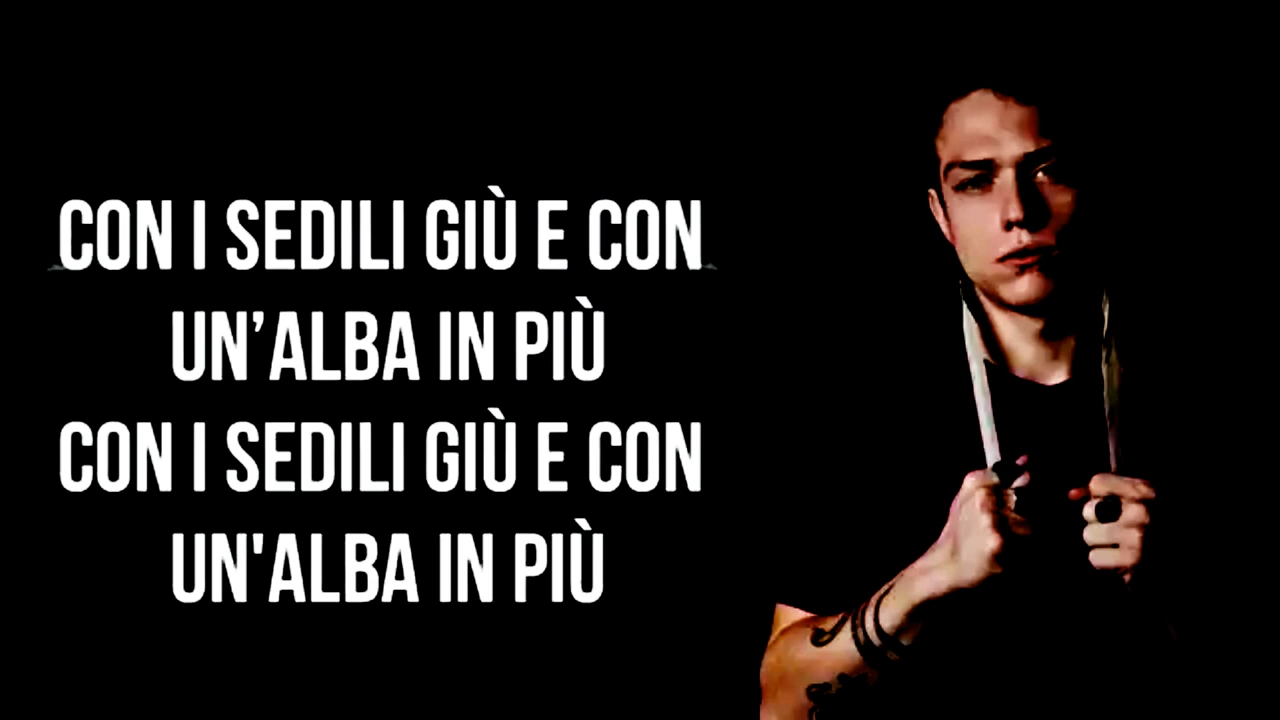 CON I SEDILI GIÙ E CON
UN’ALBA IN PIÙ
CON I SEDILI GIÙ E CON
UN'ALBA IN PIÙ